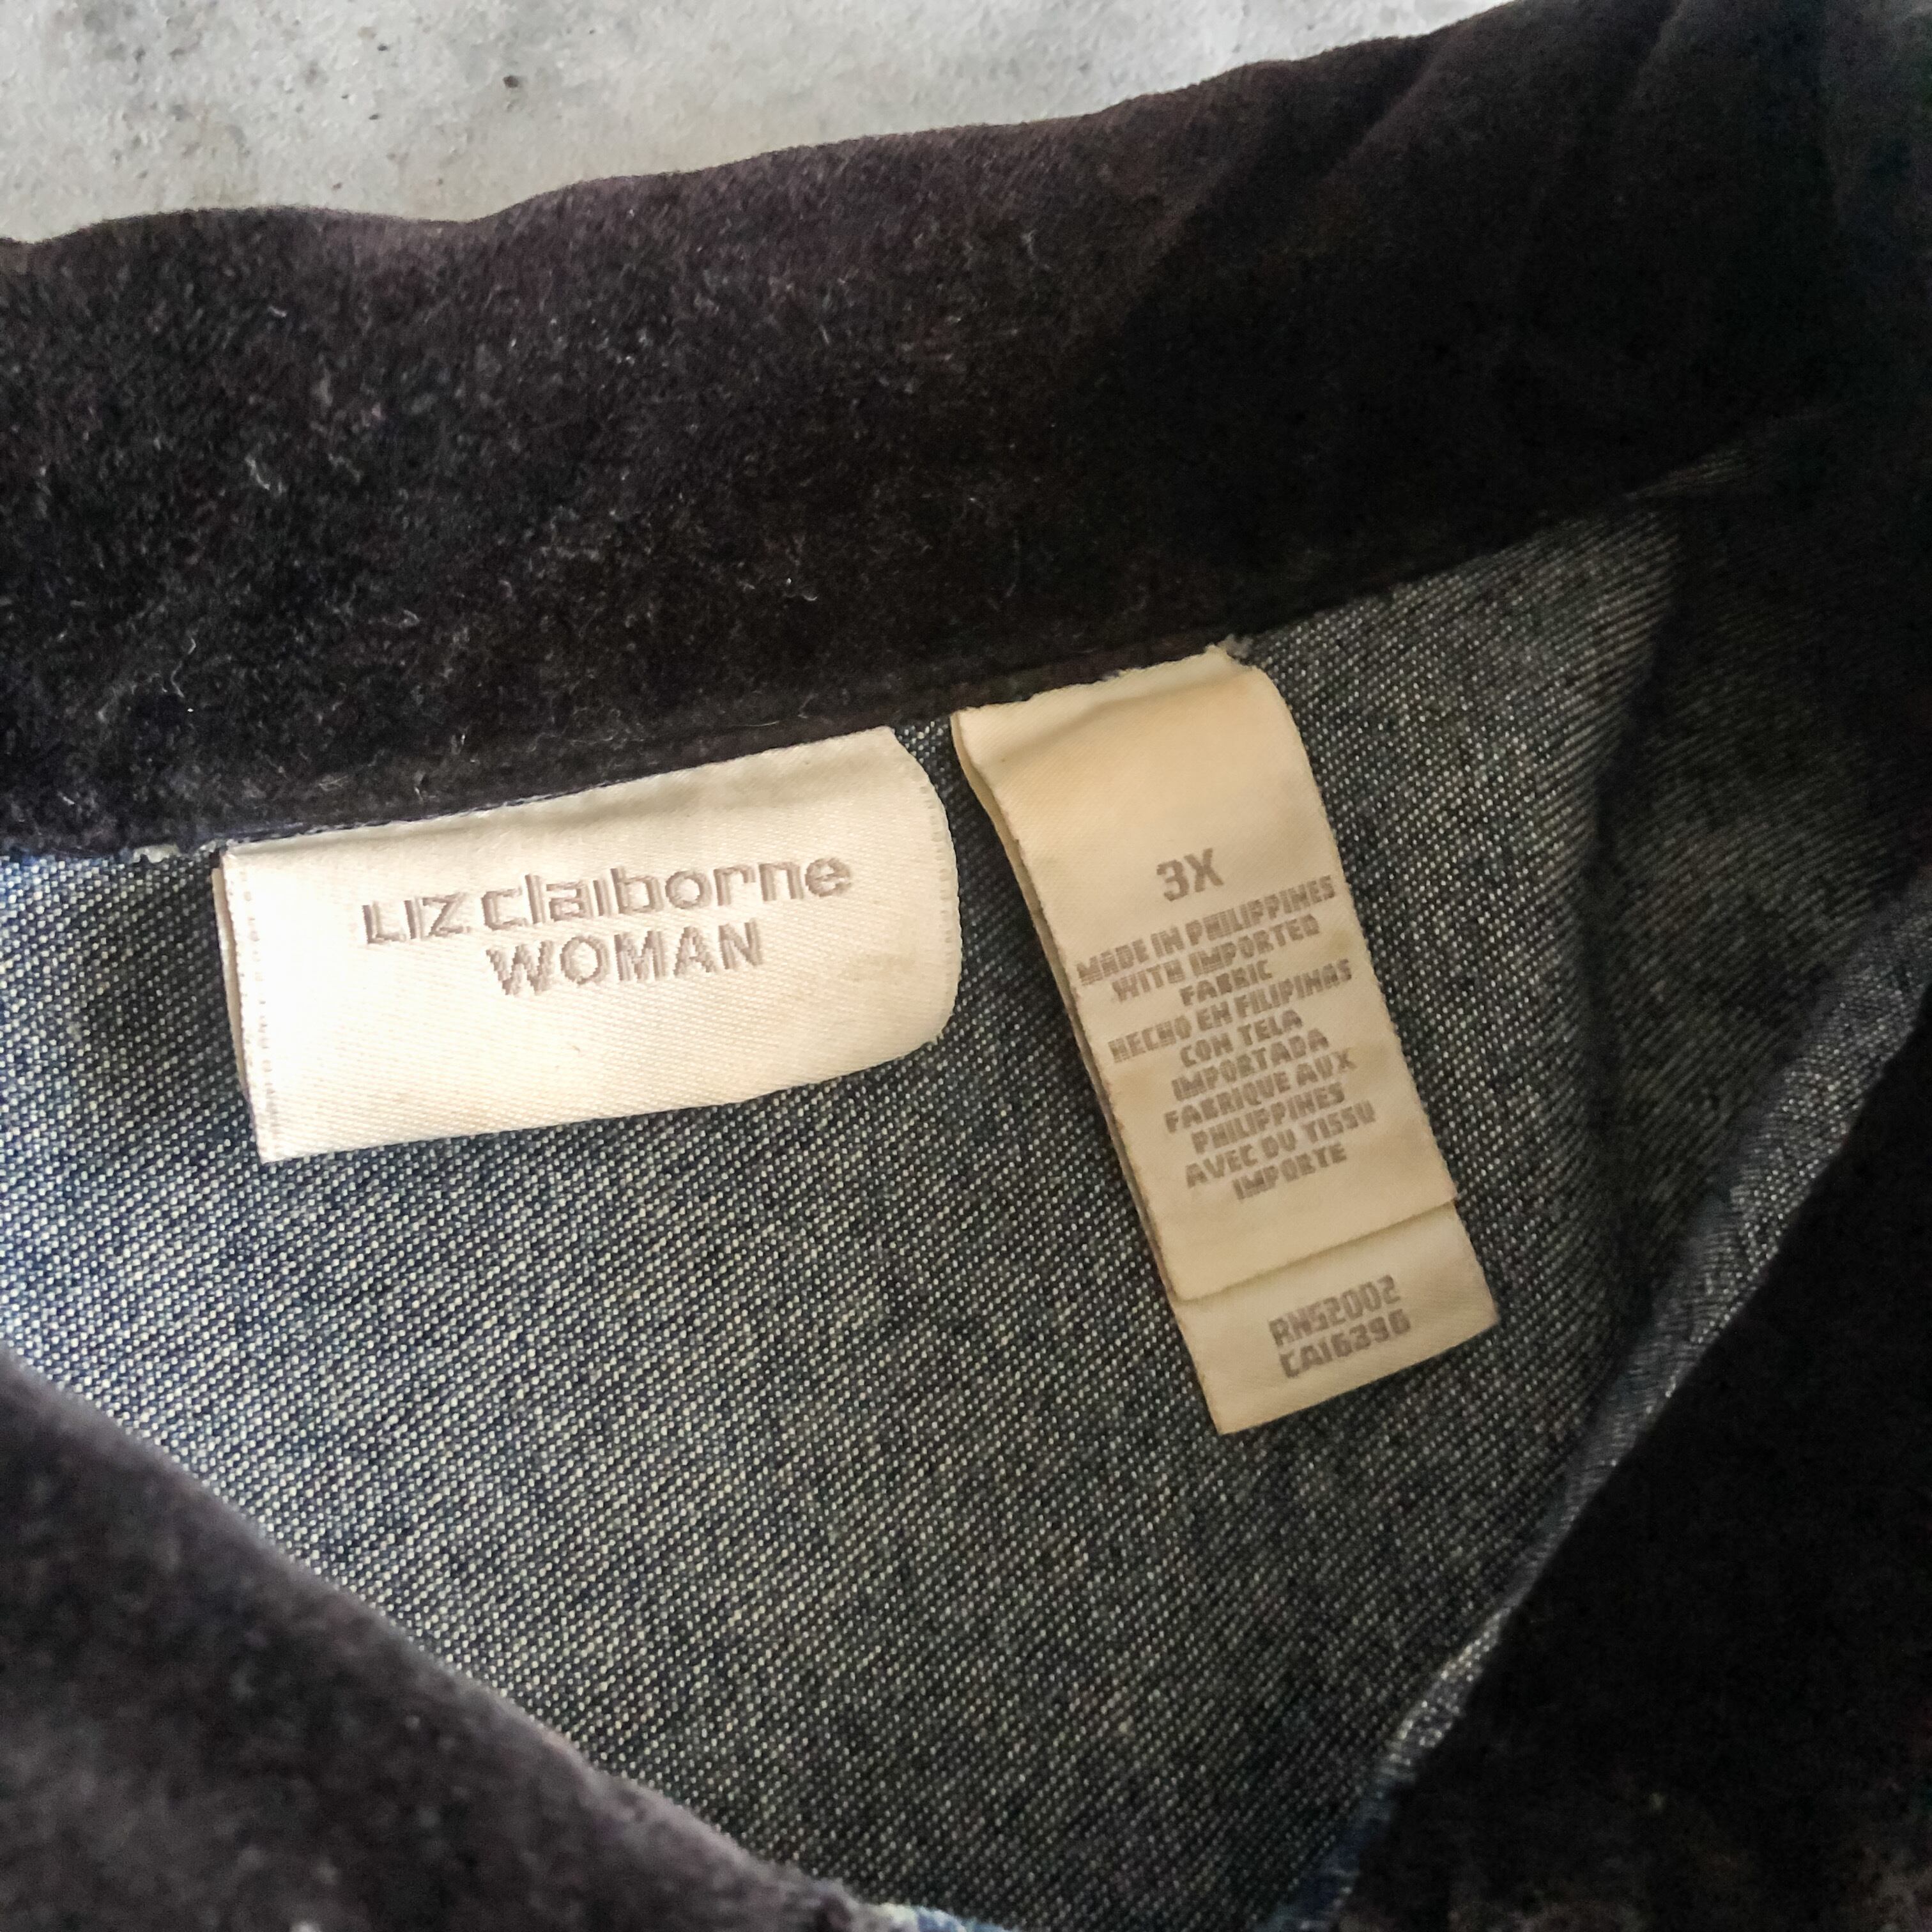 LIZ claiborne
WOMAN
3X
MADE IN PHILIPPINES
WITH IMPORTED
FABRIC
HECHO EN FILIPINAS
CON TELA
IMPORTADA
FABRIQUE AUX
PHILIPPINES
AVEC DU TISSU
IMPORTE
RN52002
CA16396